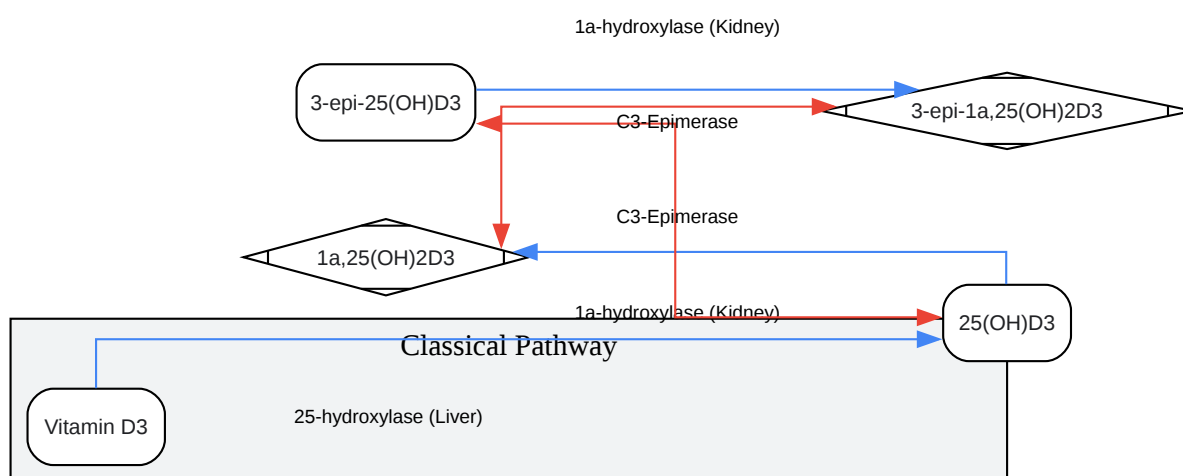 1a-hydroxylase (Kidney)
3-epi-25(OH)D3
3-epi-1a,25(OH)2D3
C3-Epimerase
C3-Epimerase
1a,25(OH)2D3
1a-hydroxylase (Kidney)
25(OH)D3
Classical Pathway
25-hydroxylase (Liver)
Vitamin D3